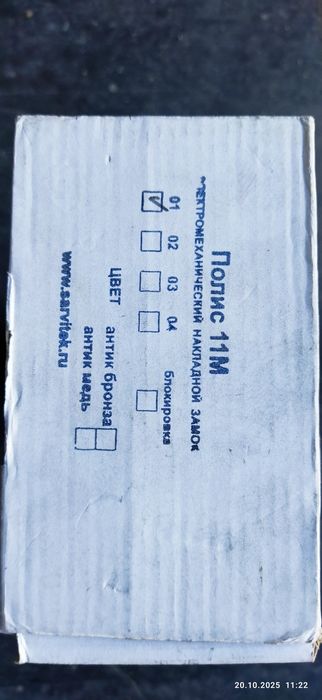 Полис 11М
ЭЛЕКТРОМЕХАНИЧЕСКИЙ НАКЛАДНОЙ ЗАМОК
01 02 03 04 блокировка
ЦВЕТ антик бронза
антик медь
www.sarvitek.ru
20.10.2025 11:22